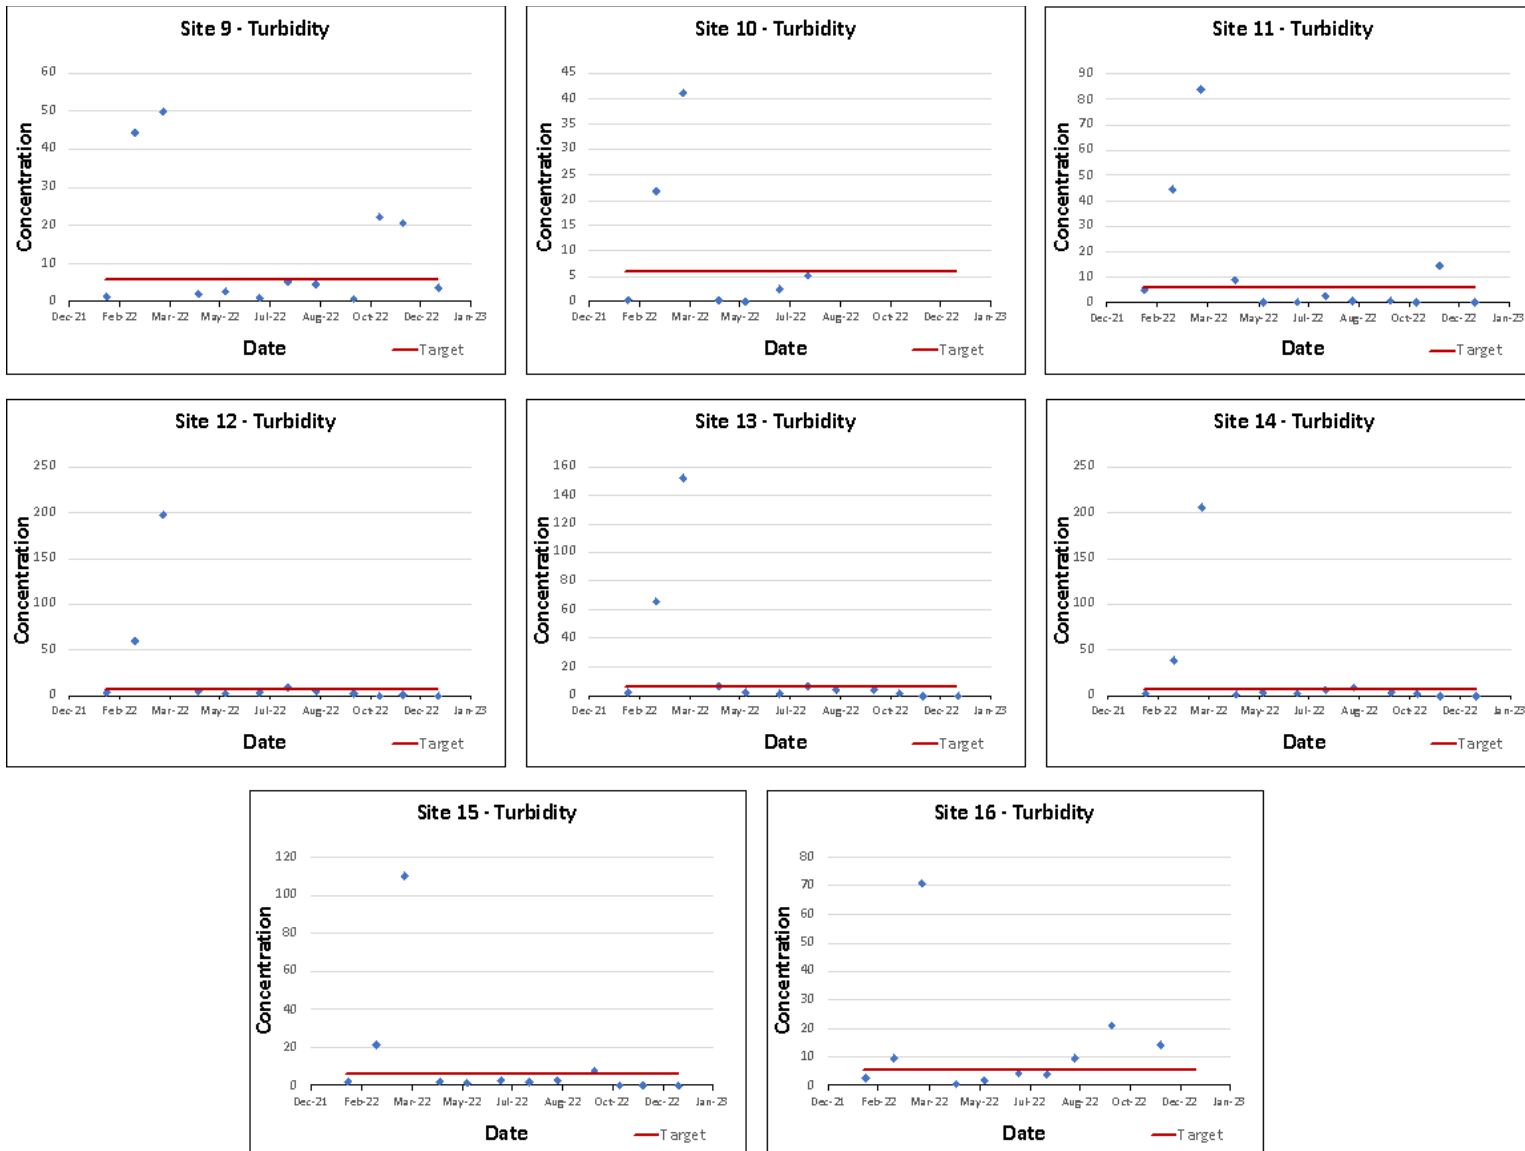 Site 9 - Turbidity
60
50
40
30
20
10
0
Concentration
Dec-21 Feb-22 Mar-22 May-22 Jul-22 Aug-22 Oct-22 Dec-22 Jan-23
Date
Target
Site 10 - Turbidity
45
40
35
30
25
20
15
10
5
0
Concentration
Dec-21 Feb-22 Mar-22 May-22 Jul-22 Aug-22 Oct-22 Dec-22 Jan-23
Date
Target
Site 11 - Turbidity
90
80
70
60
50
40
30
20
10
0
Concentration
Dec-21 Feb-22 Mar-22 May-22 Jul-22 Aug-22 Oct-22 Dec-22 Jan-23
Date
Target
Site 12 - Turbidity
250
200
150
100
50
0
Concentration
Dec-21 Feb-22 Mar-22 May-22 Jul-22 Aug-22 Oct-22 Dec-22 Jan-23
Date
Target
Site 13 - Turbidity
160
140
120
100
80
60
40
20
0
Concentration
Dec-21 Feb-22 Mar-22 May-22 Jul-22 Aug-22 Oct-22 Dec-22 Jan-23
Date
Target
Site 14 - Turbidity
250
200
150
100
50
0
Concentration
Dec-21 Feb-22 Mar-22 May-22 Jul-22 Aug-22 Oct-22 Dec-22 Jan-23
Date
Target
Site 15 - Turbidity
120
100
80
60
40
20
0
Concentration
Dec-21 Feb-22 Mar-22 May-22 Jul-22 Aug-22 Oct-22 Dec-22 Jan-23
Date
Target
Site 16 - Turbidity
80
70
60
50
40
30
20
10
0
Concentration
Dec-21 Feb-22 Mar-22 May-22 Jul-22 Aug-22 Oct-22 Dec-22 Jan-23
Date
Target